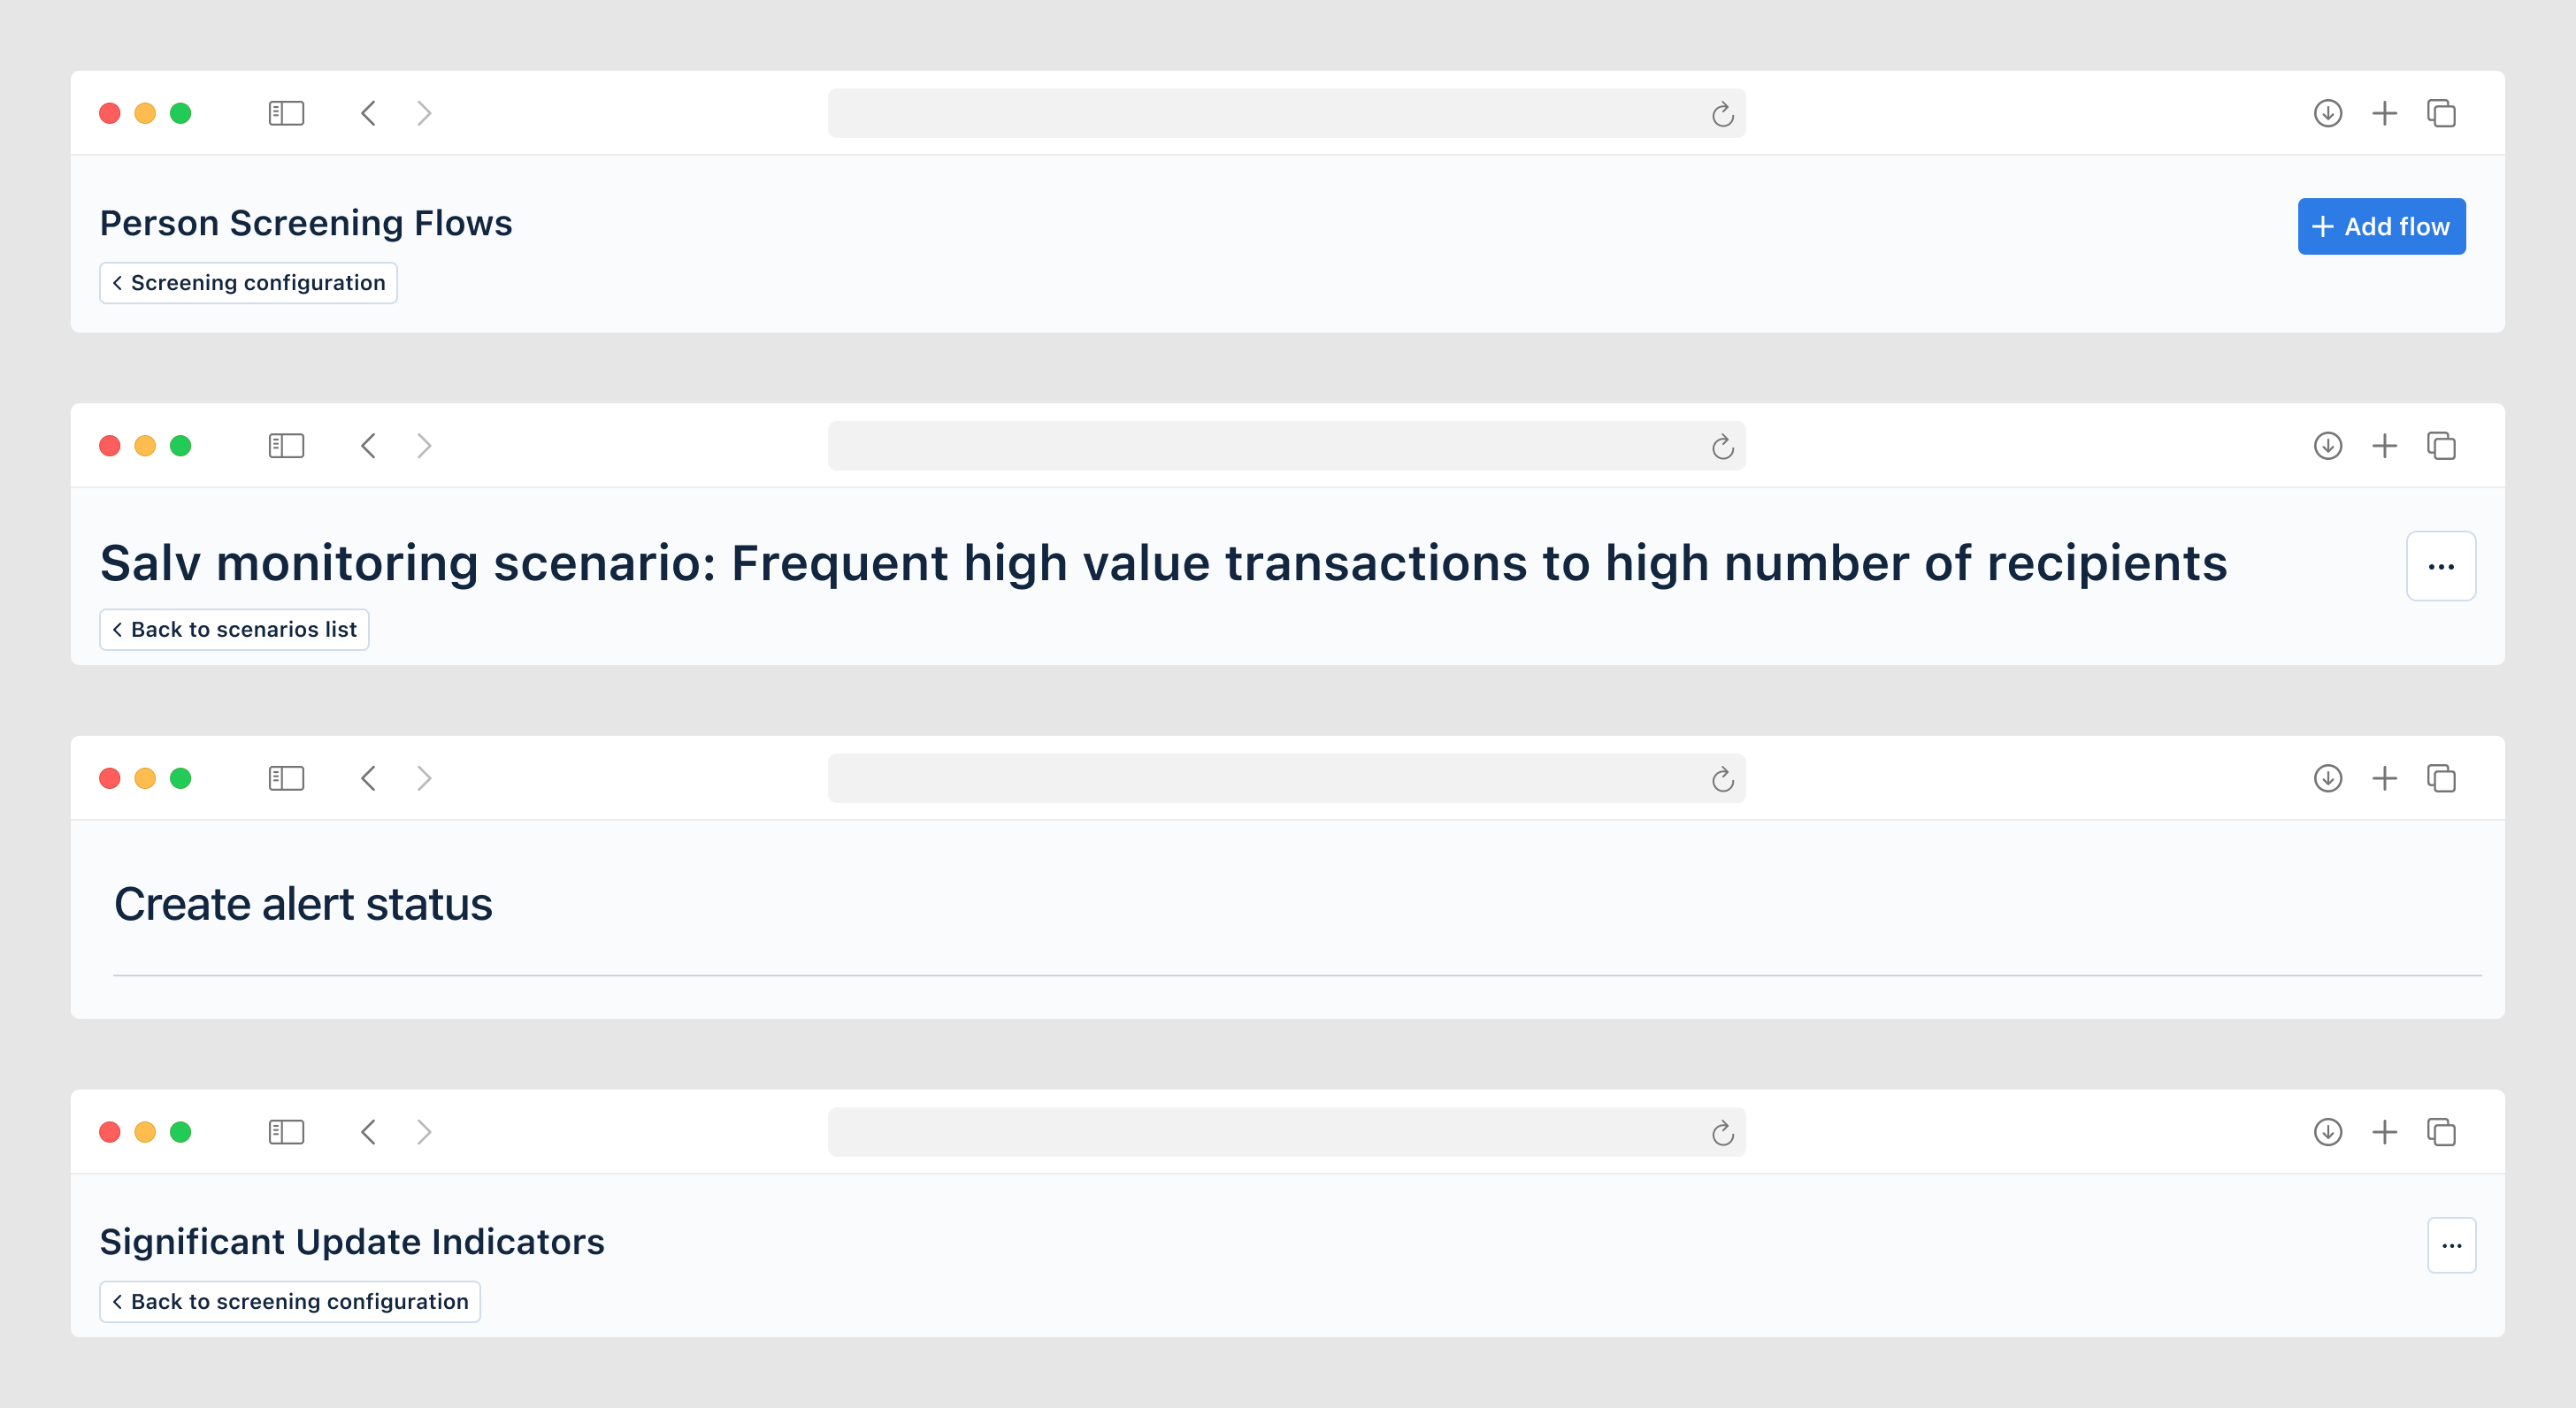 Person Screening Flows
+ Add flow
< Screening configuration
Salv monitoring scenario: Frequent high value transactions to high number of recipients
...
< Back to scenarios list
Create alert status
Significant Update Indicators
...
< Back to screening configuration